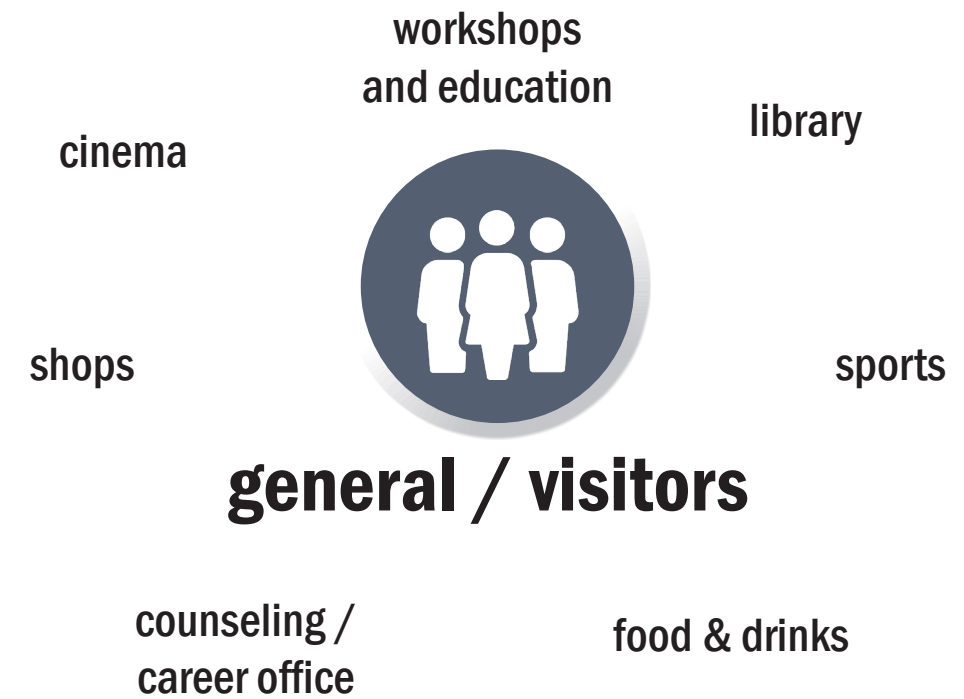 workshops
and education
library
cinema
shops
sports
general / visitors
counseling /
career office
food & drinks